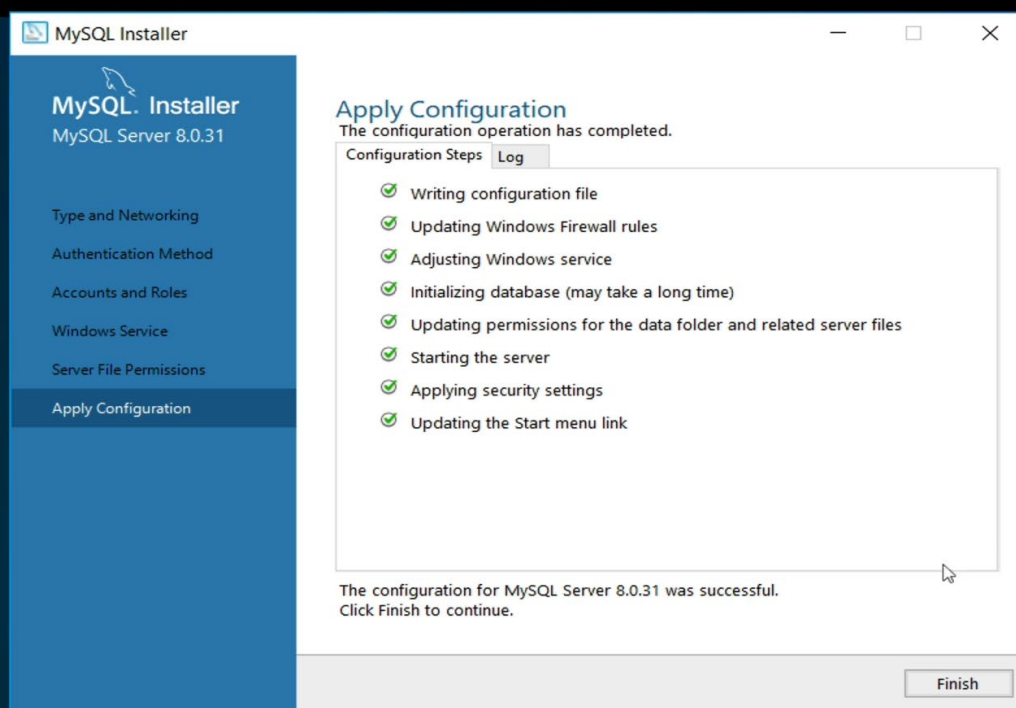 MySQL Installer
MySQL. Installer
MySQL Server 8.0.31
Type and Networking
Authentication Method
Accounts and Roles
Windows Service
Server File Permissions
Apply Configuration
Apply Configuration
The configuration operation has completed.
Configuration Steps Log
Writing configuration file
Updating Windows Firewall rules
Adjusting Windows service
Initializing database (may take a long time)
Updating permissions for the data folder and related server files
Starting the server
Applying security settings
Updating the Start menu link
The configuration for MySQL Server 8.0.31 was successful.
Click Finish to continue.
Finish